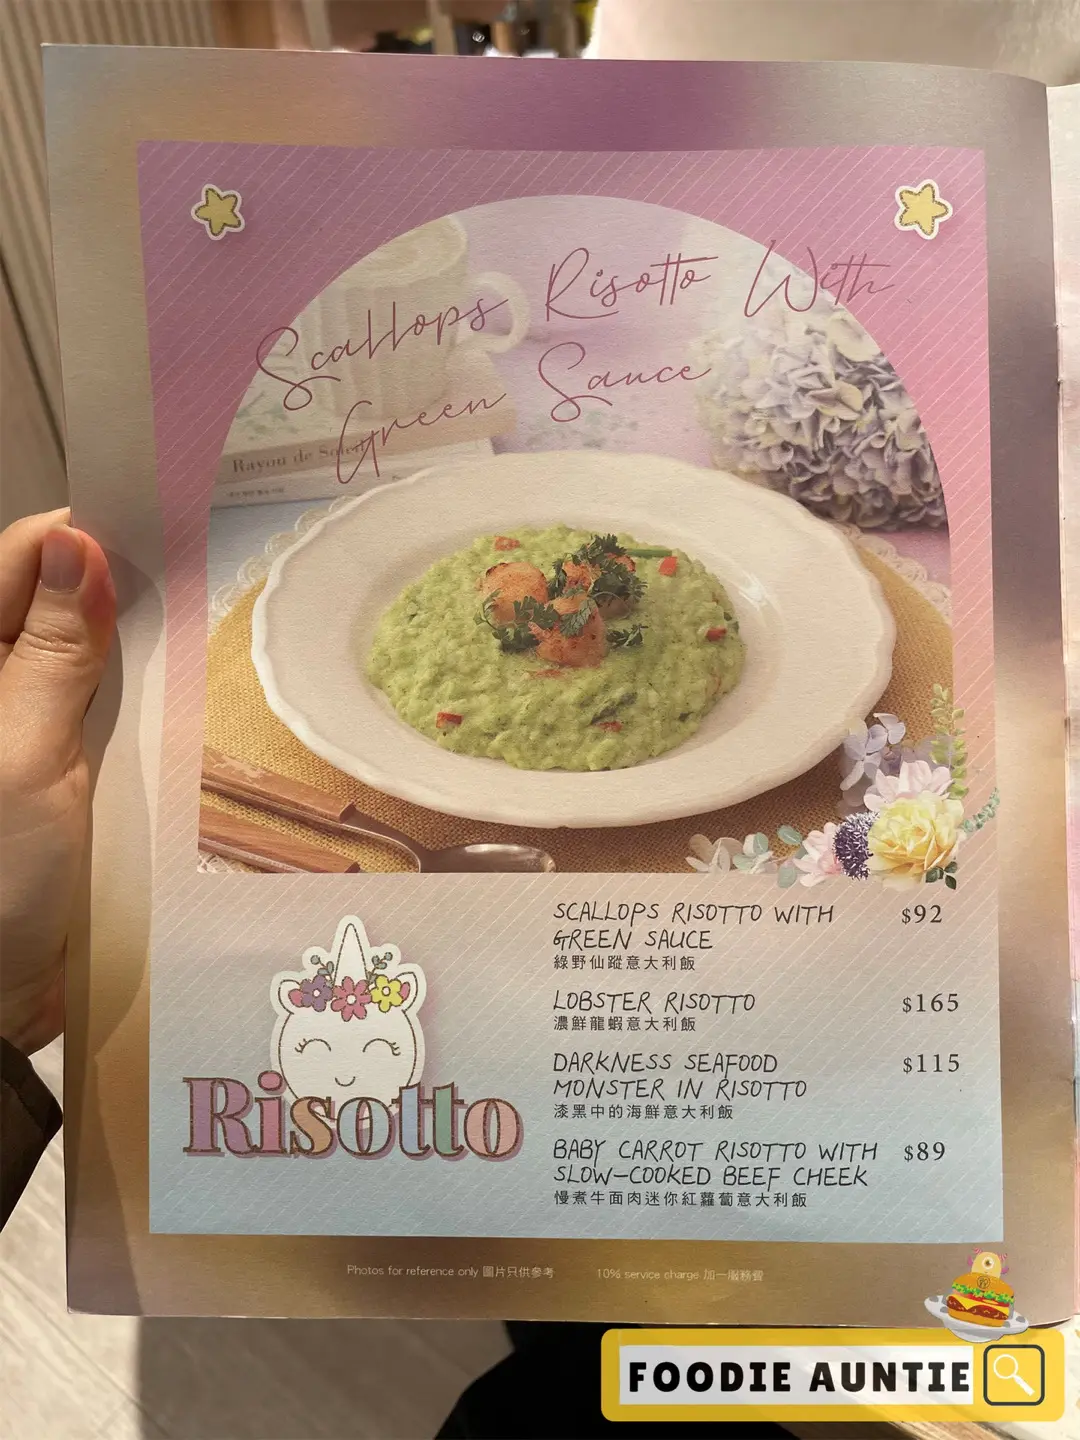 Scallops Risotto With
Green Sauce
Rayon de Soleil
SCALLOPS RISOTTO WITH $92
GREEN SAUCE
綠野仙蹤意大利飯
LOBSTER RISOTTO $165
濃鮮龍蝦意大利飯
DARKNESS SEAFOOD $115
MONSTER IN RISOTTO
漆黑中的海鮮意大利飯
BABY CARROT RISOTTO WITH $89
SLOW-COOKED BEEF CHEEK
慢煮牛面肉迷你紅蘿蔔意大利飯
Risotto
Photos for reference only 圖片只供參考 10% service charge 加一服務費
FOODIE AUNTIE